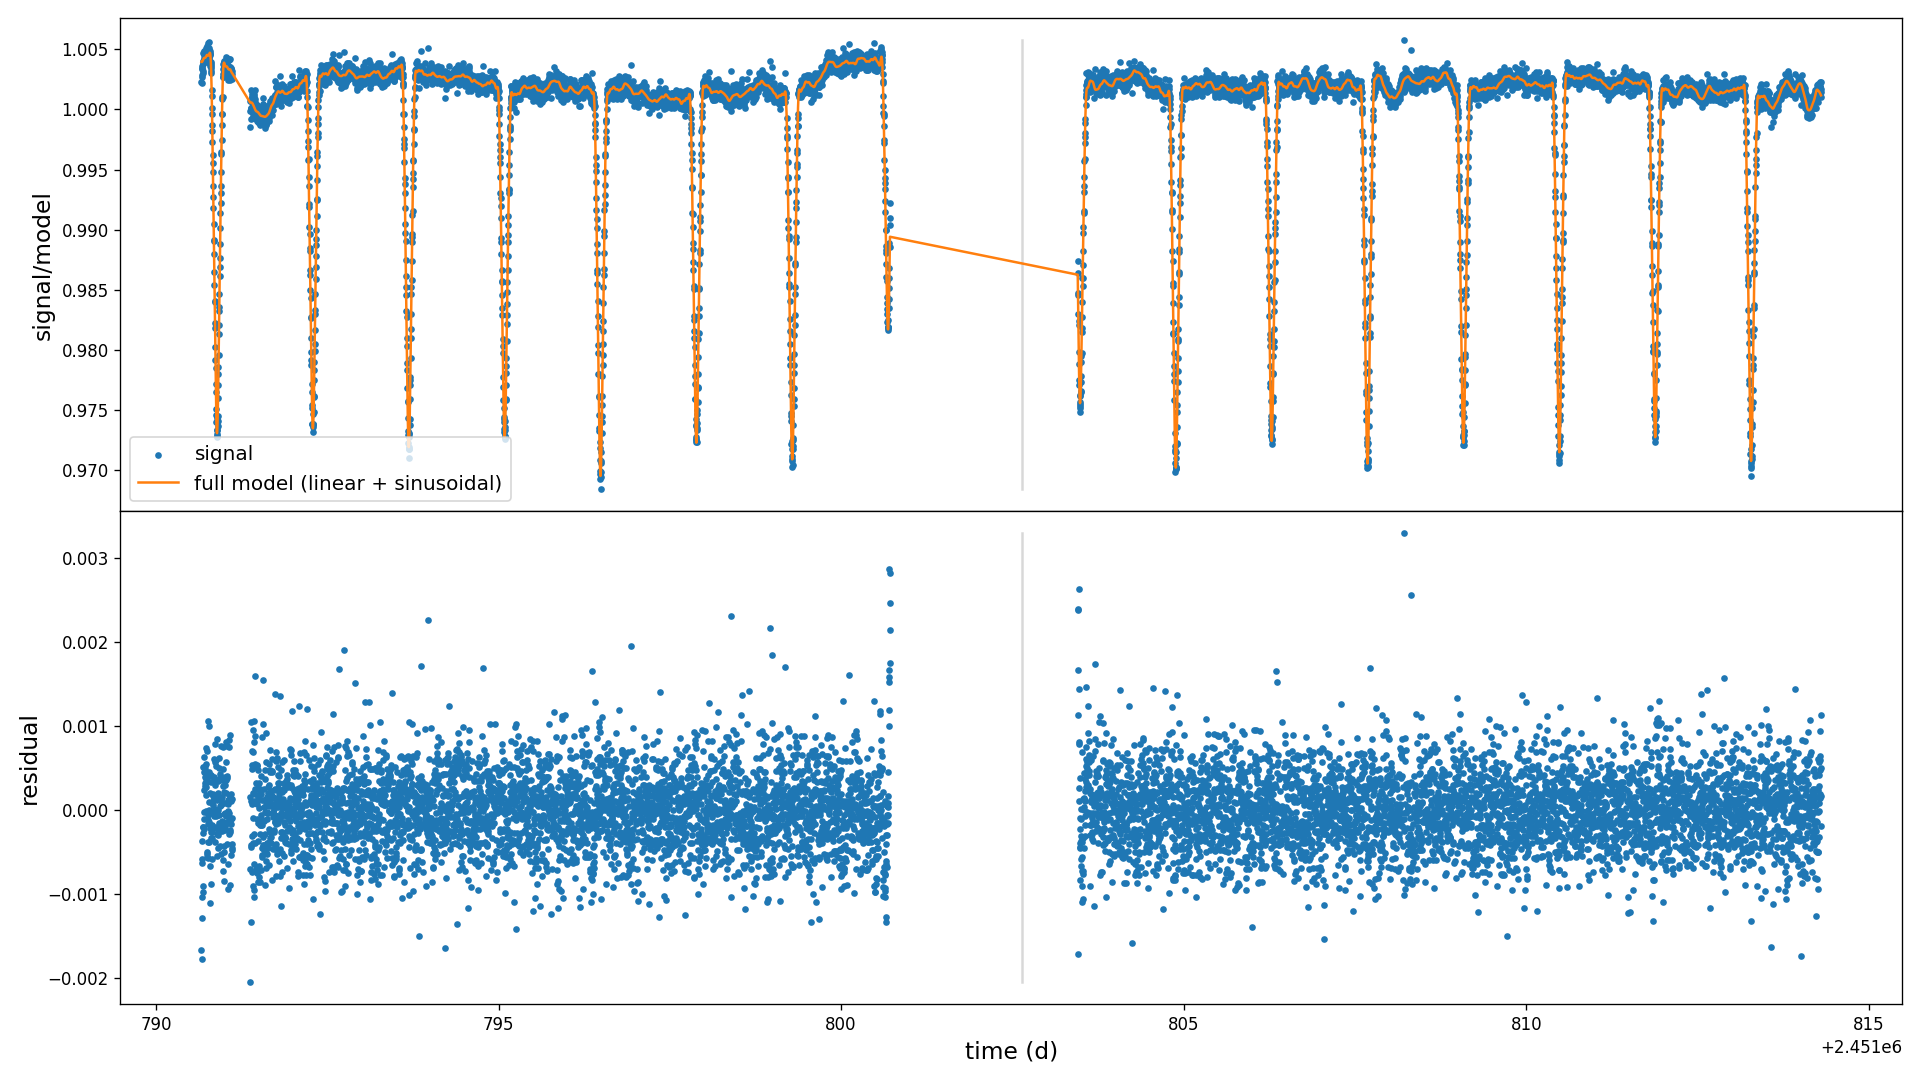 signal/model
1.005
1.000
0.995
0.990
0.985
0.980
0.975
0.970
signal
full model (linear + sinusoidal)
residual
0.003
0.002
0.001
0.000
−0.001
−0.002
790 795 800 805 810 815
time (d)
+2.451e6